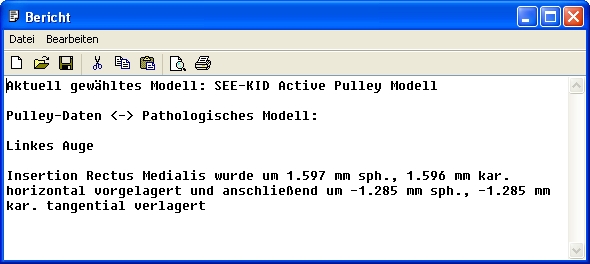 Bericht
Datei Bearbeiten
Aktuell gewähltes Modell: SEE-KID Active Pulley Modell
Pulley-Daten <-> Pathologisches Modell:
Linkes Auge
Insertion Rectus Medialis wurde um 1.597 mm sph., 1.596 mm kar.
horizontal vorgelagert und anschließend um -1.285 mm sph., -1.285 mm
kar. tangential verlagert